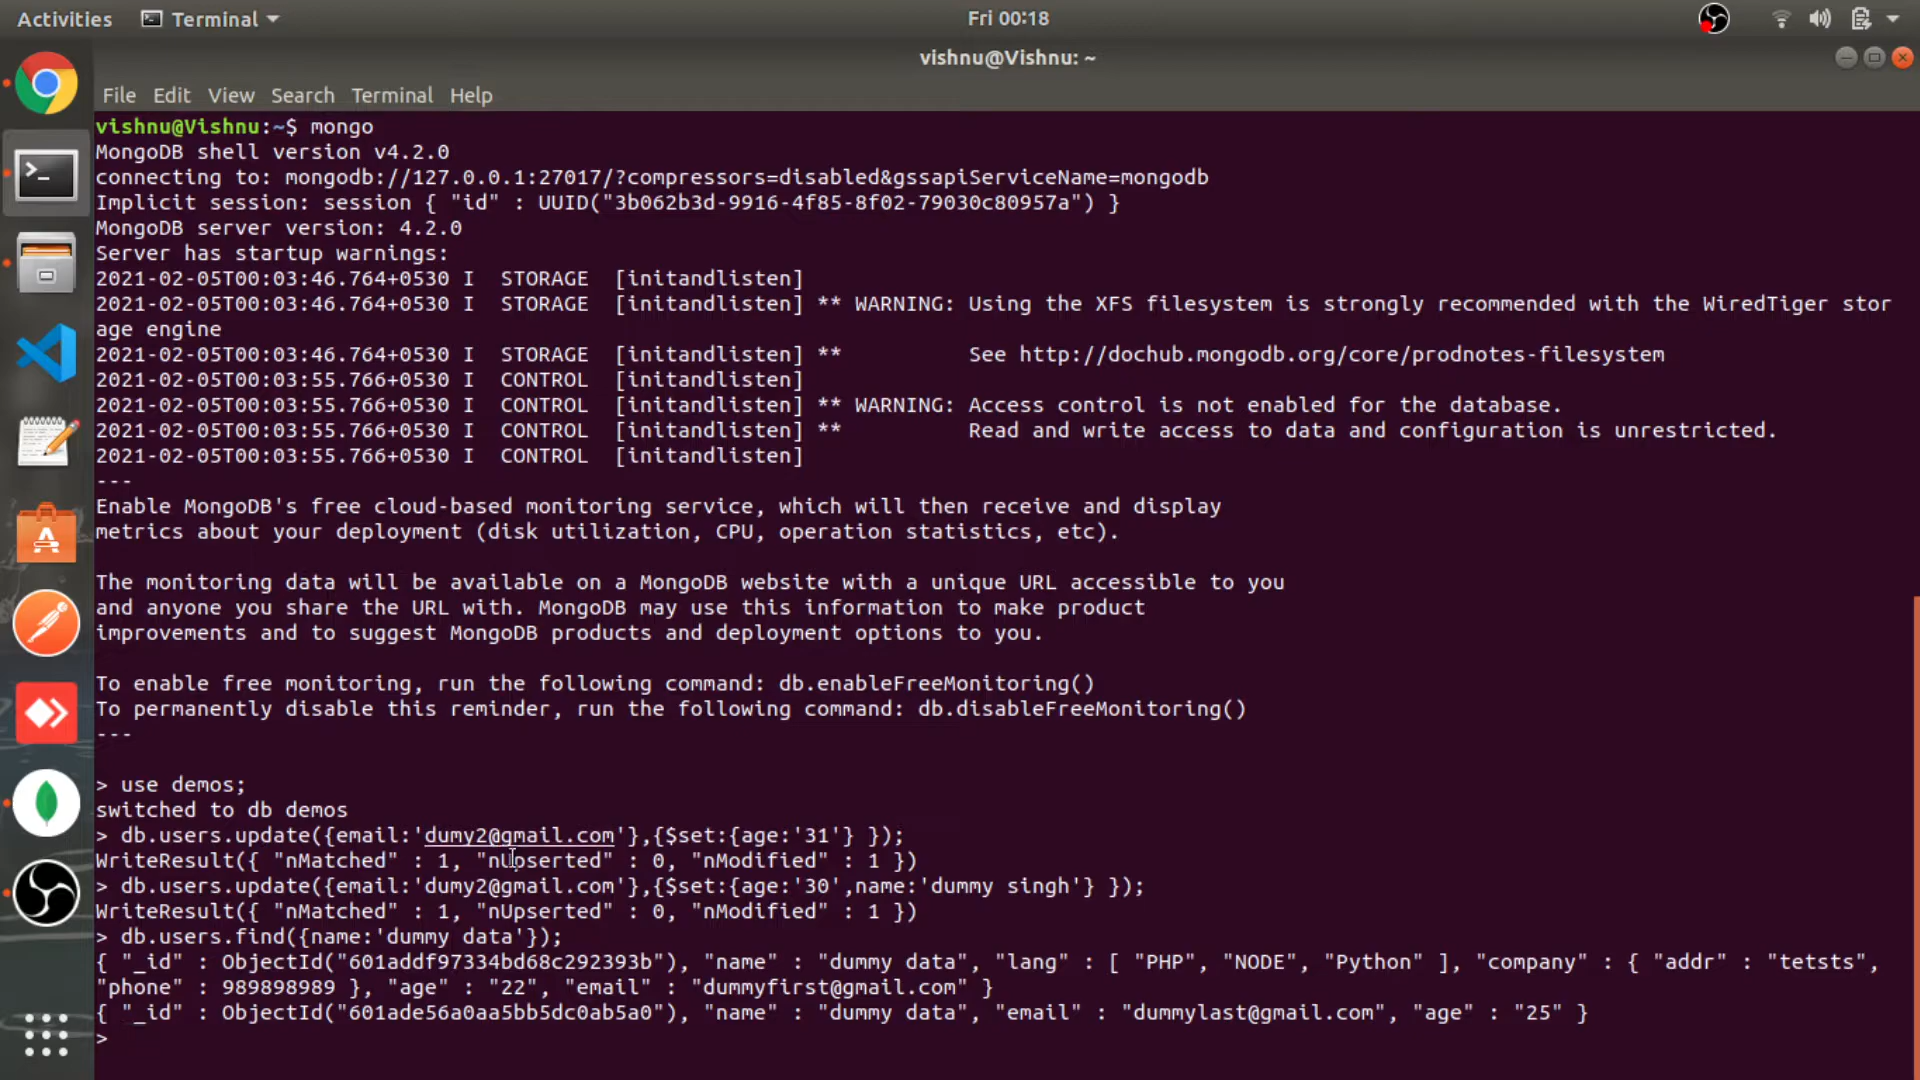 Activities Terminal Fri 00:18
vishnu@Vishnu: ~
File Edit View Search Terminal Help
vishnu@Vishnu:~$ mongo
MongoDB shell version v4.2.0
connecting to: mongodb://127.0.0.1:27017/?compressors=disabled&gssapiServiceName=mongodb
Implicit session: session { "id" : UUID("3b062b3d-9916-4f85-8f02-79030c80957a") }
MongoDB server version: 4.2.0
Server has startup warnings:
2021-02-05T00:03:46.764+0530 I  STORAGE  [initandlisten]
2021-02-05T00:03:46.764+0530 I  STORAGE  [initandlisten] ** WARNING: Using the XFS filesystem is strongly recommended with the WiredTiger stor
age engine
2021-02-05T00:03:46.764+0530 I  STORAGE  [initandlisten] **          See http://dochub.mongodb.org/core/prodnotes-filesystem
2021-02-05T00:03:55.766+0530 I  CONTROL  [initandlisten]
2021-02-05T00:03:55.766+0530 I  CONTROL  [initandlisten] ** WARNING: Access control is not enabled for the database.
2021-02-05T00:03:55.766+0530 I  CONTROL  [initandlisten] **          Read and write access to data and configuration is unrestricted.
2021-02-05T00:03:55.766+0530 I  CONTROL  [initandlisten]
---
Enable MongoDB's free cloud-based monitoring service, which will then receive and display
metrics about your deployment (disk utilization, CPU, operation statistics, etc).
The monitoring data will be available on a MongoDB website with a unique URL accessible to you
and anyone you share the URL with. MongoDB may use this information to make product
improvements and to suggest MongoDB products and deployment options to you.
To enable free monitoring, run the following command: db.enableFreeMonitoring()
To permanently disable this reminder, run the following command: db.disableFreeMonitoring()
---
> use demos;
switched to db demos
> db.users.update({email:'dumy2@gmail.com'},{$set:{age:'31'} });
WriteResult({ "nMatched" : 1, "nUpserted" : 0, "nModified" : 1 })
> db.users.update({email:'dumy2@gmail.com'},{$set:{age:'30',name:'dummy singh'} });
WriteResult({ "nMatched" : 1, "nUpserted" : 0, "nModified" : 1 })
> db.users.find({name:'dummy data'});
{ "_id" : ObjectId("601addf97334bd68c292393b"), "name" : "dummy data", "lang" : [ "PHP", "NODE", "Python" ], "company" : { "addr" : "tetsts",
"phone" : 989898989 }, "age" : "22", "email" : "dummyfirst@gmail.com" }
{ "_id" : ObjectId("601ade56a0aa5bb5dc0ab5a0"), "name" : "dummy data", "email" : "dummylast@gmail.com", "age" : "25" }
>